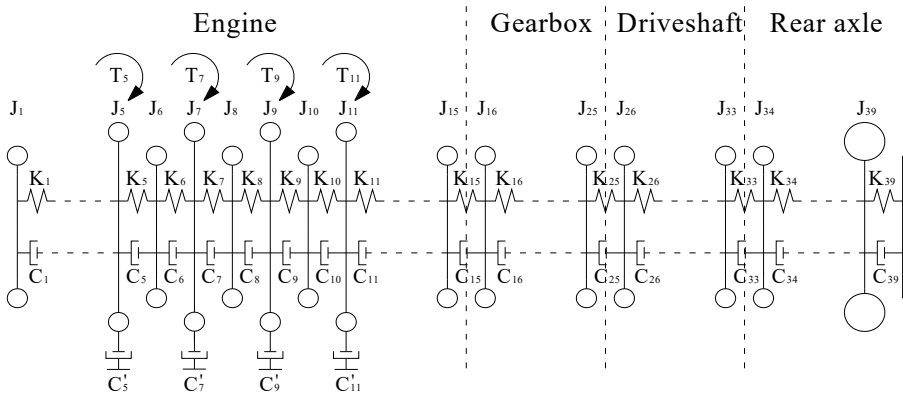 Engine Gearbox Driveshaft Rear axle
T5 T7 T9 T11
J1 J5 J6 J7 J8 J9 J10 J11 J15 J16 J25 J26 J33 J34 J39
K1 K5 K6 K7 K8 K9 K10 K11 K15 K16 K25 K26 K33 K34 K39
C1 C5 C6 C7 C8 C9 C10 C11 C15 C16 C25 C26 C33 C34 C39
C'5 C'7 C'9 C'11